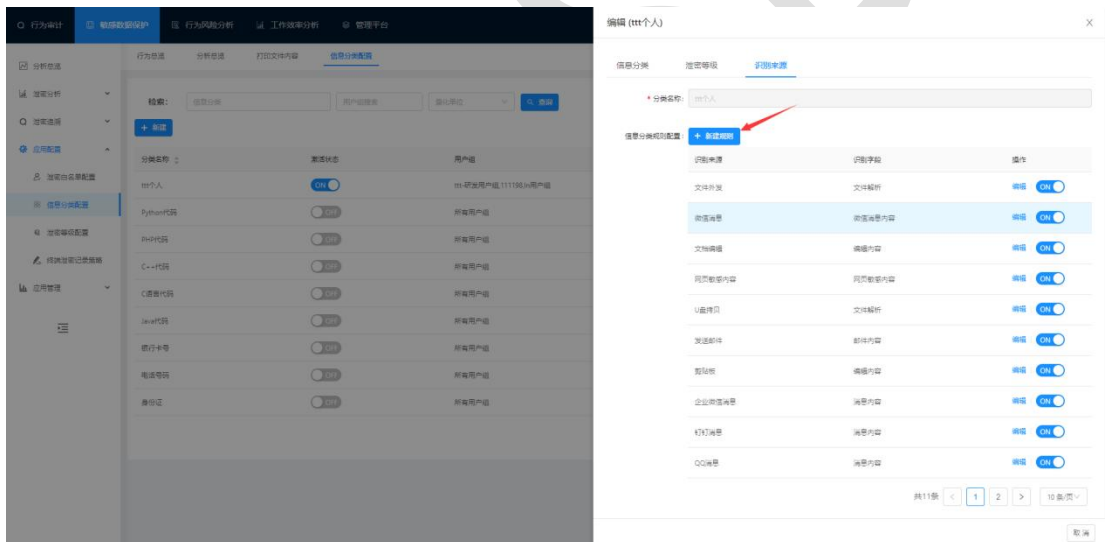 行为审计 敏感数据保护 行为风险分析 工作效率分析 管理平台
分析总览
泄密分析
泄密追溯
应用配置
泄密白名单配置
信息分类配置
泄密等级配置
终端泄密记录策略
应用管理
行为总览 分析总览 打印文件内容 信息分类配置
检索: 信息分类 用户组搜索 查询
+ 新建
分类名称 激活状态 用户组
ttt个人 ON ttt-研发用户组,111186.ln用户组
Python代码 OFF 所有用户组
PHP代码 OFF 所有用户组
C++代码 OFF 所有用户组
C语言代码 OFF 所有用户组
Java代码 OFF 所有用户组
银行卡号 OFF 所有用户组
电话号码 OFF 所有用户组
身份证 OFF 所有用户组
编辑 (ttt个人) X
信息分类 泄密等级 识别来源
* 分类名称: ttt个人
信息分类规则配置: + 新建规则
识别来源 识别字段 操作
文件外发 文件解析 编辑 ON
微信消息 微信消息内容 编辑 ON
文档编辑 编辑内容 编辑 ON
网页敏感内容 网页敏感内容 编辑 ON
U盘拷贝 文件解析 编辑 ON
发送邮件 邮件内容 编辑 ON
剪贴板 编辑内容 编辑 ON
企业微信消息 消息内容 编辑 ON
钉钉消息 消息内容 编辑 ON
QQ消息 消息内容 编辑 ON
共11条 < 1 2 > 10 条/页
取消